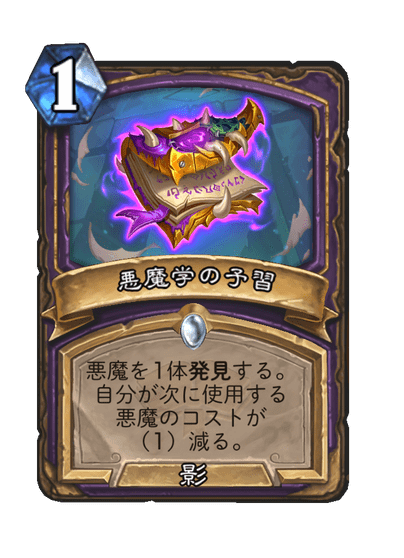 1
悪魔学の予習
悪魔を1体発見する。
自分が次に使用する
悪魔のコストが
（1）減る。
影